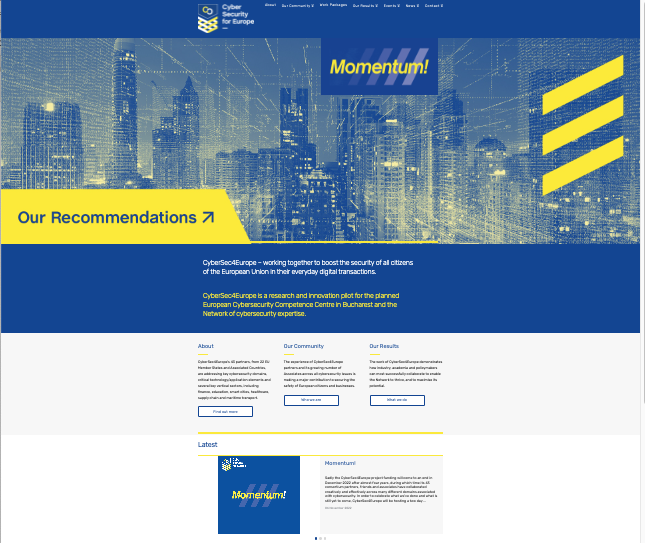 Cyber
Security
for Europe
About Our Community Work Packages Our Results Events News Contact
Momentum!
Our Recommendations
CyberSec4Europe – working together to boost the security of all citizens
of the European Union in their everyday digital transactions.
CyberSec4Europe is a research and innovation pilot for the planned
European Cybersecurity Competence Centre in Bucharest and the
Network of cybersecurity expertise.
About
CyberSec4Europe's 43 partners, from 22 EU
Member States and Associated Countries,
are addressing key cybersecurity domains,
critical technology/application elements and
several key vertical sectors, including
finance, education, smart cities, healthcare,
supply chain and maritime transport.
Find out more
Our Community
The experience of CyberSec4Europe
partners and its growing number of
associates across all cybersecurity issues is
making a major contribution to securing the
safety of European citizens and businesses.
Who we are
Our Results
The work of CyberSec4Europe demonstrates
how industry, academia and policymakers
can most successfully collaborate to enable
the Network to thrive, and to maximise its
potential.
What we do
Latest
Momentum!
Momentum!
Sadly the CyberSec4Europe project funding will come to an end in
December 2022 after almost four years, during which time its 43
consortium partners, friends and associates have collaborated
creatively and effectively across many different domains associated
with cybersecurity. In order to celebrate what we've done and what is
still yet to come, CyberSec4Europe will be hosting a two day...